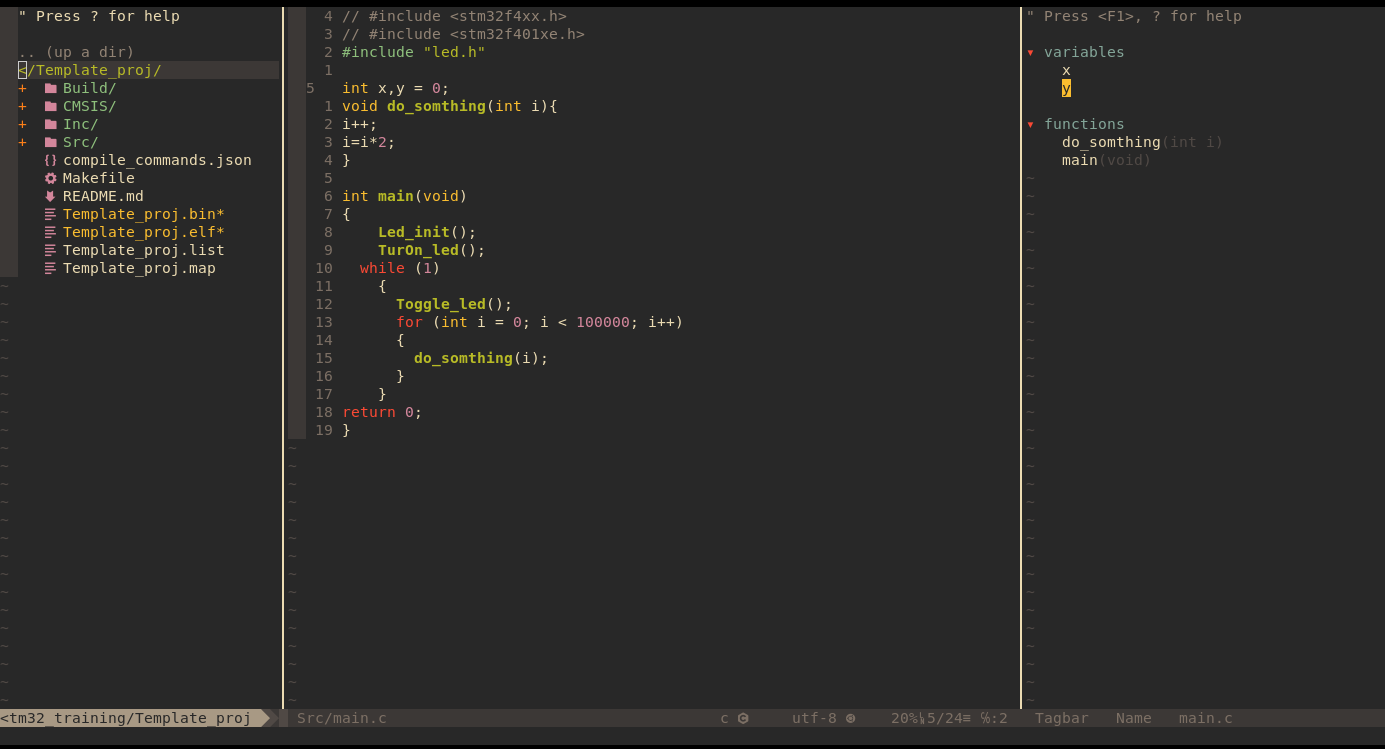 " Press ? for help
.. (up a dir)
</Template_proj/
+ Build/
+ CMSIS/
+ Inc/
+ Src/
compile_commands.json
Makefile
README.md
Template_proj.bin*
Template_proj.elf*
Template_proj.list
Template_proj.map
4 // #include <stm32f4xx.h>
3 // #include <stm32f401xe.h>
2 #include "led.h"
1
5 int x,y = 0;
1 void do_somthing(int i){
2 i++;
3 i=i*2;
4 }
5
6 int main(void)
7 {
8 Led_init();
9 TurOn_led();
10 while (1)
11 {
12 Toggle_led();
13 for (int i = 0; i < 100000; i++)
14 {
15 do_somthing(i);
16 }
17 }
18 return 0;
19 }
" Press <F1>, ? for help
▾ variables
x
y
▾ functions
do_somthing(int i)
main(void)
<tm32_training/Template_proj Src/main.c c utf-8 20% 5/24≡ ℅:2 Tagbar Name main.c